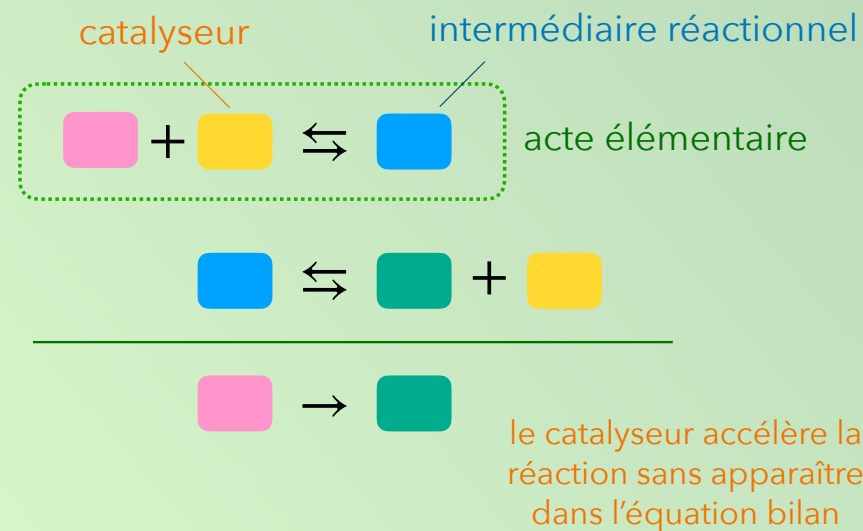 catalyseur
intermédiaire réactionnel
+ ⇆
acte élémentaire
⇆ +
→
le catalyseur accélère la
réaction sans apparaître
dans l'équation bilan